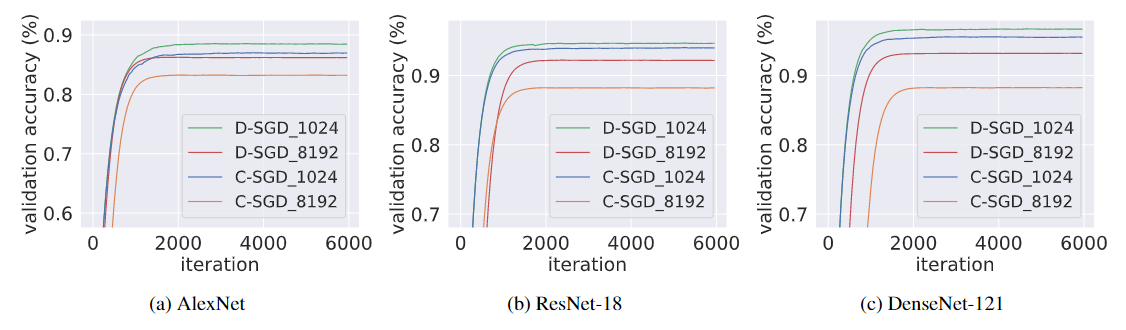 validation accuracy (%)
0.9
0.8
0.7
0.6
D-SGD_1024
D-SGD_8192
C-SGD_1024
C-SGD_8192
0 2000 4000 6000
iteration
(a) AlexNet
validation accuracy (%)
0.9
0.8
0.7
D-SGD_1024
D-SGD_8192
C-SGD_1024
C-SGD_8192
0 2000 4000 6000
iteration
(b) ResNet-18
validation accuracy (%)
0.9
0.8
0.7
D-SGD_1024
D-SGD_8192
C-SGD_1024
C-SGD_8192
0 2000 4000 6000
iteration
(c) DenseNet-121